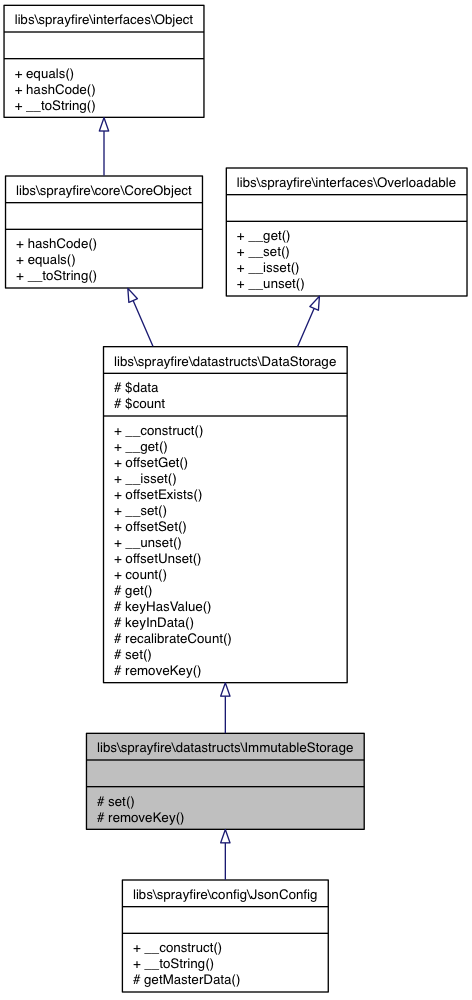 libs\sprayfire\interfaces\Object
+ equals()
+ hashCode()
+ __toString()
libs\sprayfire\core\CoreObject
+ hashCode()
+ equals()
+ __toString()
libs\sprayfire\interfaces\Overloadable
+ __get()
+ __set()
+ __isset()
+ __unset()
libs\sprayfire\datastructs\DataStorage
# $data
# $count
+ __construct()
+ __get()
+ offsetGet()
+ __isset()
+ offsetExists()
+ __set()
+ offsetSet()
+ __unset()
+ offsetUnset()
+ count()
# get()
# keyHasValue()
# keyInData()
# recalibrateCount()
# set()
# removeKey()
libs\sprayfire\datastructs\ImmutableStorage
# set()
# removeKey()
libs\sprayfire\config\JsonConfig
+ __construct()
+ __toString()
# getMasterData()